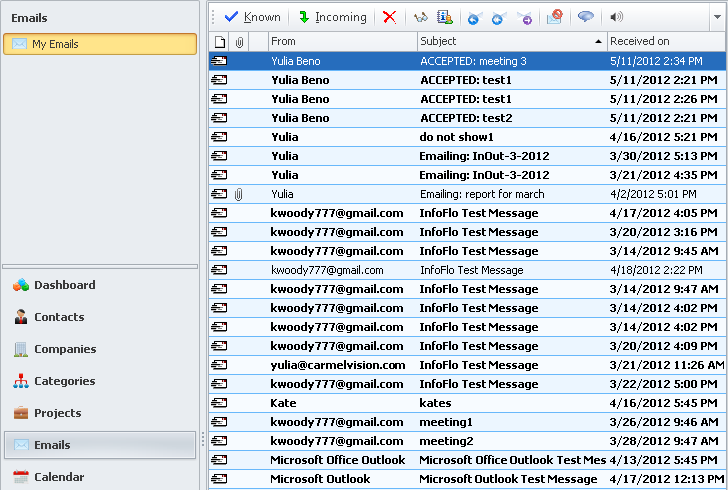 Emails
My Emails
Dashboard
Contacts
Companies
Categories
Projects
Emails
Calendar
Known Incoming
From Subject Received on
Yulia Beno ACCEPTED: meeting 3 5/11/2012 2:34 PM
Yulia Beno ACCEPTED: test1 5/11/2012 2:21 PM
Yulia Beno ACCEPTED: test1 5/11/2012 2:26 PM
Yulia Beno ACCEPTED: test2 5/11/2012 2:21 PM
Yulia do not show1 4/16/2012 5:21 PM
Yulia Emailing: InOut-3-2012 3/30/2012 5:13 PM
Yulia Emailing: InOut-3-2012 3/21/2012 4:35 PM
Yulia Emailing: report for march 4/2/2012 5:01 PM
kwoody777@gmail.com InfoFlo Test Message 4/17/2012 4:05 PM
kwoody777@gmail.com InfoFlo Test Message 3/20/2012 3:16 PM
kwoody777@gmail.com InfoFlo Test Message 3/14/2012 9:45 AM
kwoody777@gmail.com InfoFlo Test Message 4/18/2012 2:22 PM
kwoody777@gmail.com InfoFlo Test Message 3/14/2012 9:47 AM
kwoody777@gmail.com InfoFlo Test Message 3/14/2012 4:02 PM
kwoody777@gmail.com InfoFlo Test Message 3/14/2012 4:02 PM
kwoody777@gmail.com InfoFlo Test Message 3/20/2012 4:09 PM
yulia@carmelvision.com InfoFlo Test Message 3/21/2012 11:26 AM
kwoody777@gmail.com InfoFlo Test Message 3/22/2012 5:00 PM
Kate kates 4/16/2012 5:45 PM
kwoody777@gmail.com meeting1 3/26/2012 9:46 AM
kwoody777@gmail.com meeting2 3/28/2012 9:47 AM
Microsoft Office Outlook Microsoft Office Outlook Test Mes 4/13/2012 5:45 PM
Microsoft Outlook Microsoft Outlook Test Message 4/17/2012 12:13 PM